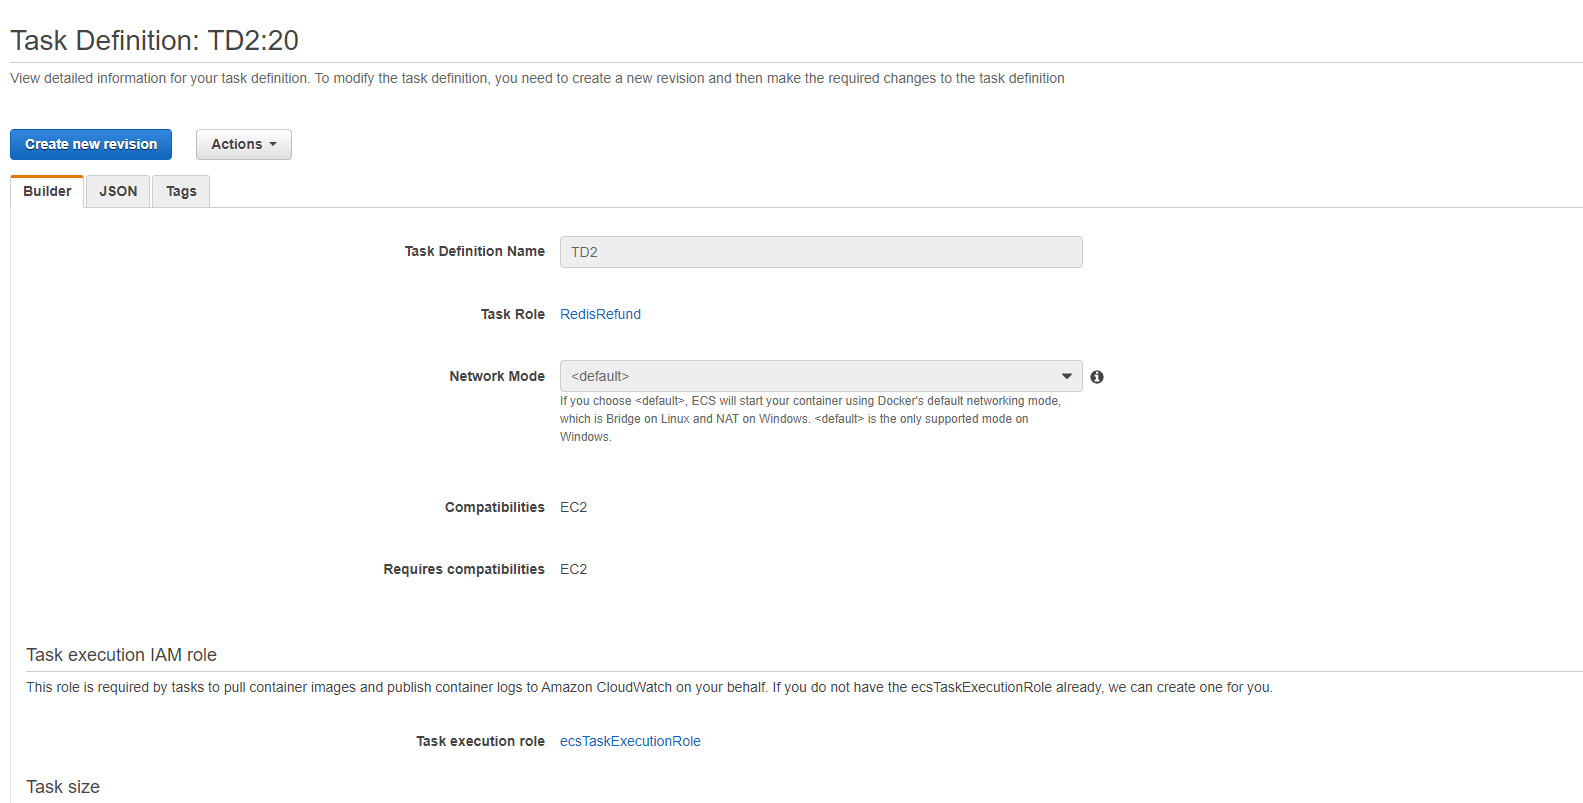 Task Definition: TD2:20
View detailed information for your task definition. To modify the task definition, you need to create a new revision and then make the required changes to the task definition
Create new revision
Actions
Builder
JSON
Tags
Task Definition Name
TD2
Task Role
RedisRefund
Network Mode
<default>
If you choose <default>, ECS will start your container using Docker's default networking mode,
which is Bridge on Linux and NAT on Windows. <default> is the only supported mode on
Windows.
Compatibilities
EC2
Requires compatibilities
EC2
Task execution IAM role
This role is required by tasks to pull container images and publish container logs to Amazon CloudWatch on your behalf. If you do not have the ecsTaskExecutionRole already, we can create one for you.
Task execution role
ecsTaskExecutionRole
Task size